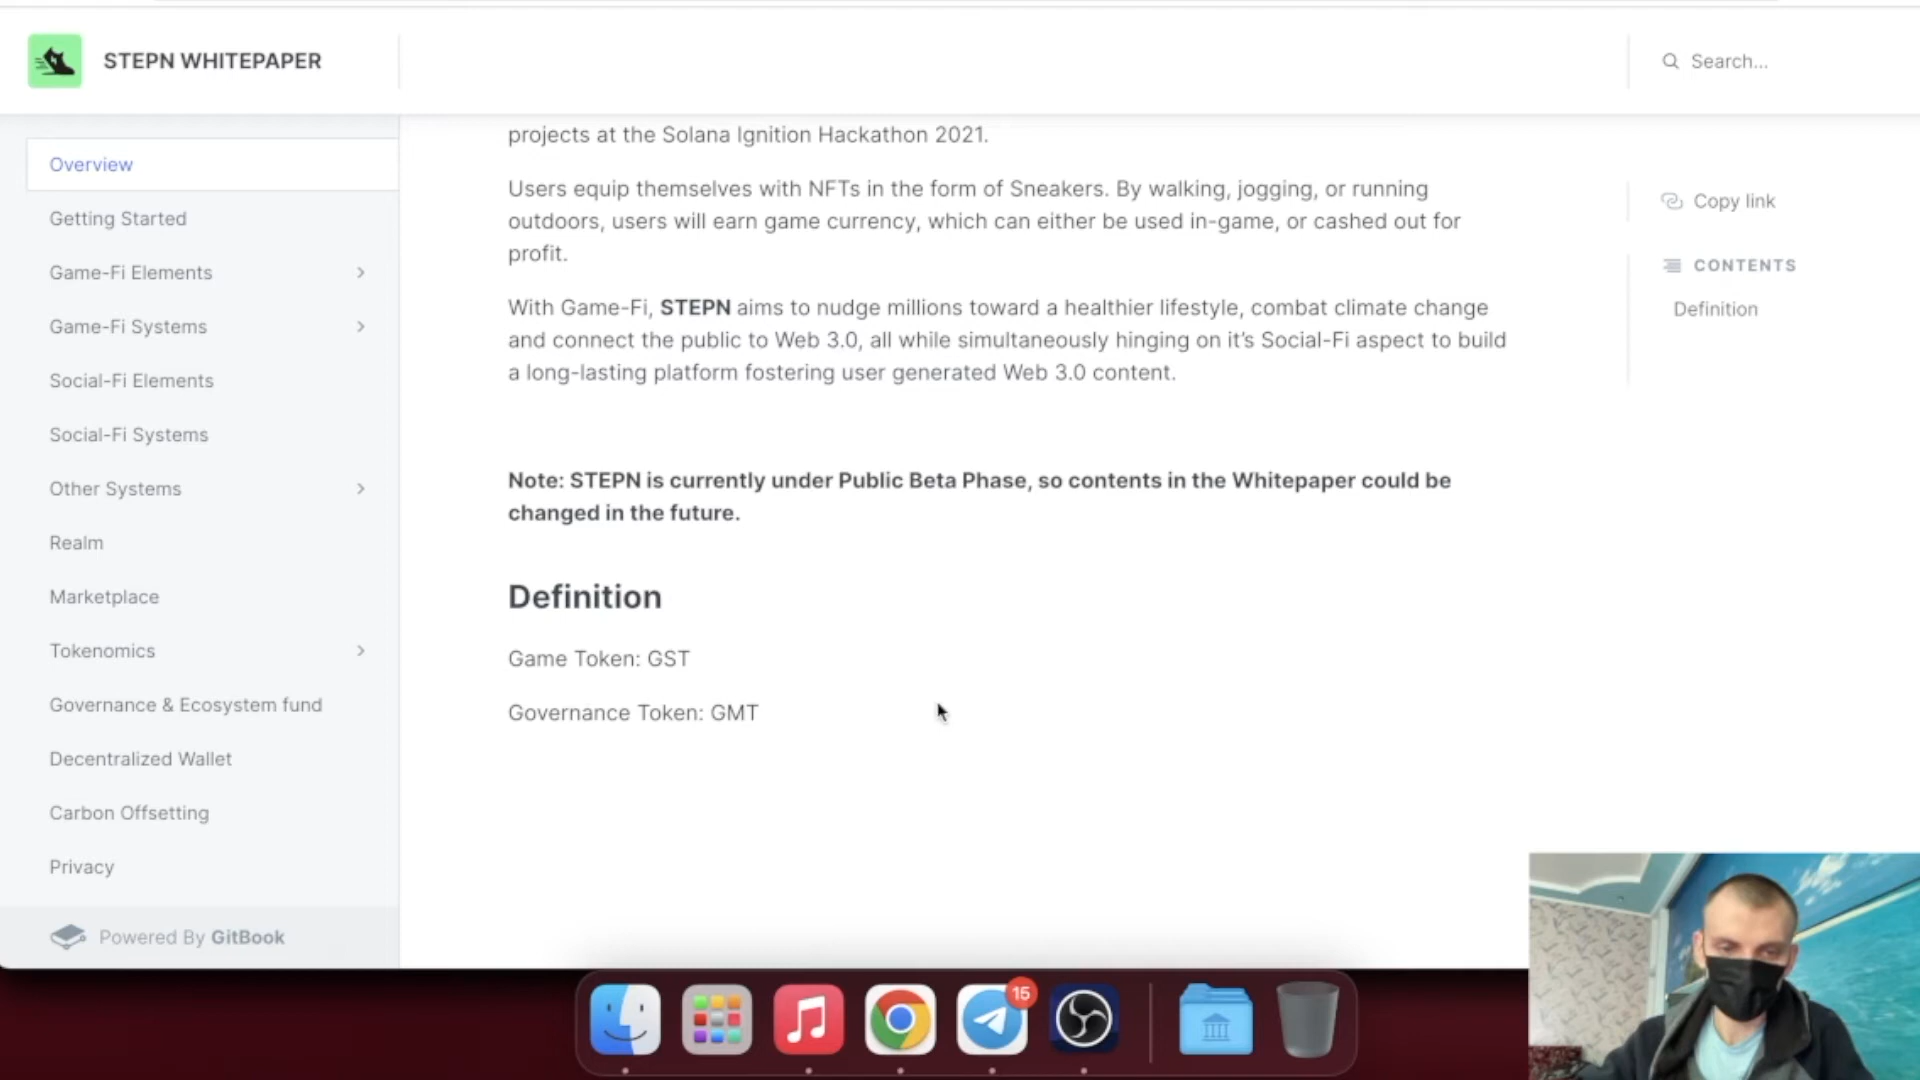 STEPN WHITEPAPER
Search...
Overview
Getting Started
Game-Fi Elements
Game-Fi Systems
Social-Fi Elements
Social-Fi Systems
Other Systems
Realm
Marketplace
Tokenomics
Governance & Ecosystem fund
Decentralized Wallet
Carbon Offsetting
Privacy
Powered By GitBook
projects at the Solana Ignition Hackathon 2021.
Users equip themselves with NFTs in the form of Sneakers. By walking, jogging, or running
outdoors, users will earn game currency, which can either be used in-game, or cashed out for
profit.
With Game-Fi, STEPN aims to nudge millions toward a healthier lifestyle, combat climate change
and connect the public to Web 3.0, all while simultaneously hinging on it's Social-Fi aspect to build
a long-lasting platform fostering user generated Web 3.0 content.
Note: STEPN is currently under Public Beta Phase, so contents in the Whitepaper could be
changed in the future.
Definition
Game Token: GST
Governance Token: GMT
Copy link
CONTENTS
Definition
15